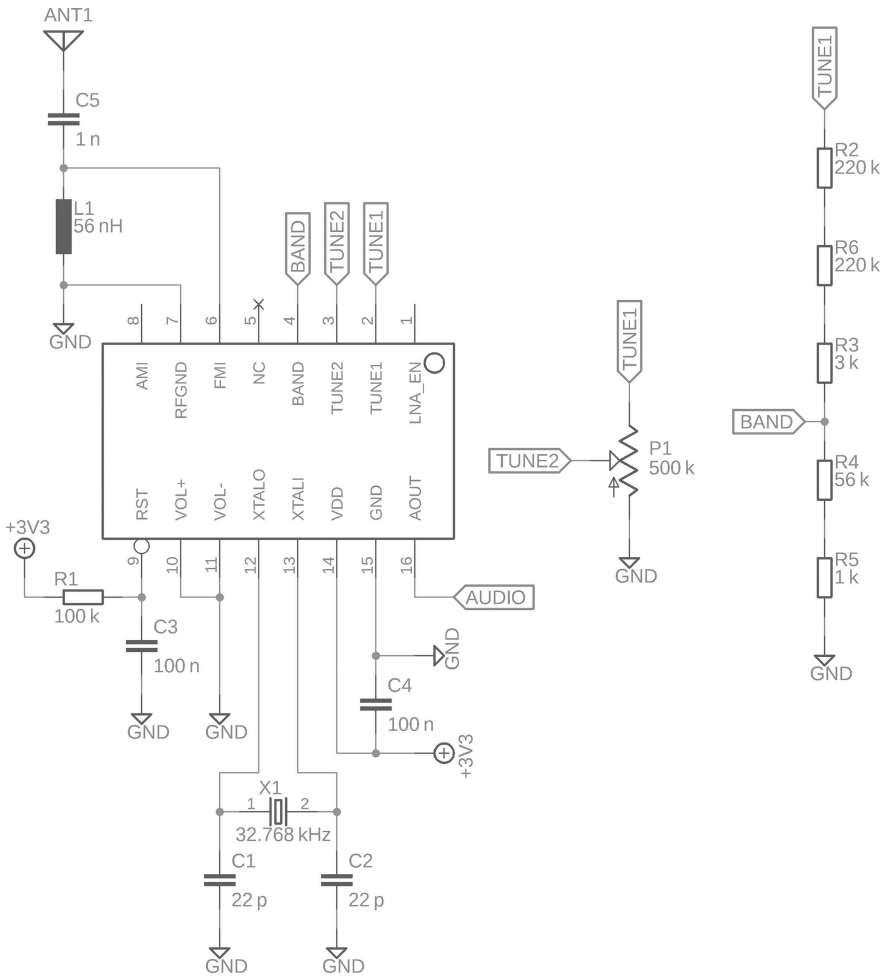 ANT1
C5
1 n
L1
56 nH
GND
BAND
TUNE2
TUNE1
8
7
6
5
4
3
2
1
AMI
RFGND
FMI
NC
BAND
TUNE2
TUNE1
LNA_EN
RST
VOL+
VOL-
XTALO
XTALI
VDD
GND
AOUT
9
10
11
12
13
14
15
16
+3V3
R1
100 k
C3
100 n
GND
GND
AUDIO
GND
C4
100 n
+3V3
X1
1
2
32.768 kHz
C1
22 p
C2
22 p
GND
GND
TUNE1
TUNE2
P1
500 k
GND
TUNE1
R2
220 k
R6
220 k
R3
3 k
BAND
R4
56 k
R5
1 k
GND